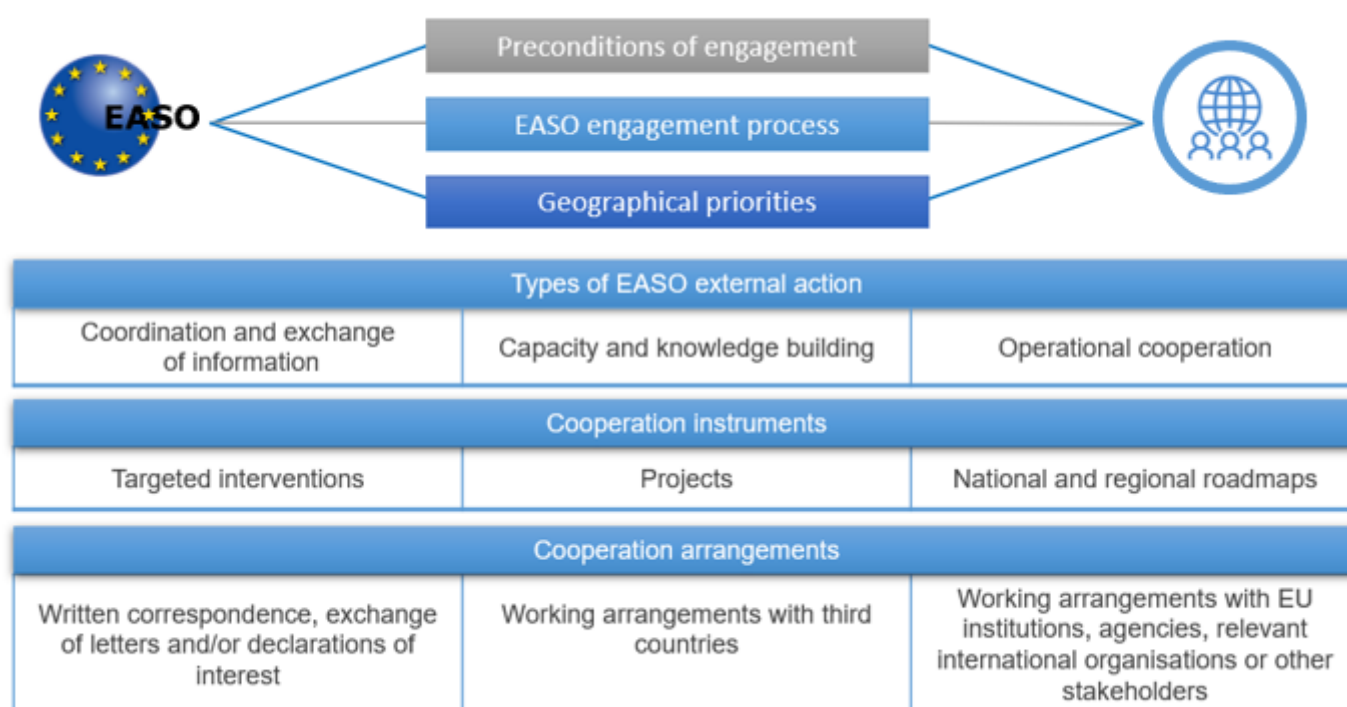 Preconditions of engagement
EASO
EASO engagement process
Geographical priorities
Types of EASO external action
Coordination and exchange
of information
Capacity and knowledge building
Operational cooperation
Cooperation instruments
Targeted interventions
Projects
National and regional roadmaps
Cooperation arrangements
Written correspondence, exchange
of letters and/or declarations of
interest
Working arrangements with third
countries
Working arrangements with EU
institutions, agencies, relevant
international organisations or other
stakeholders